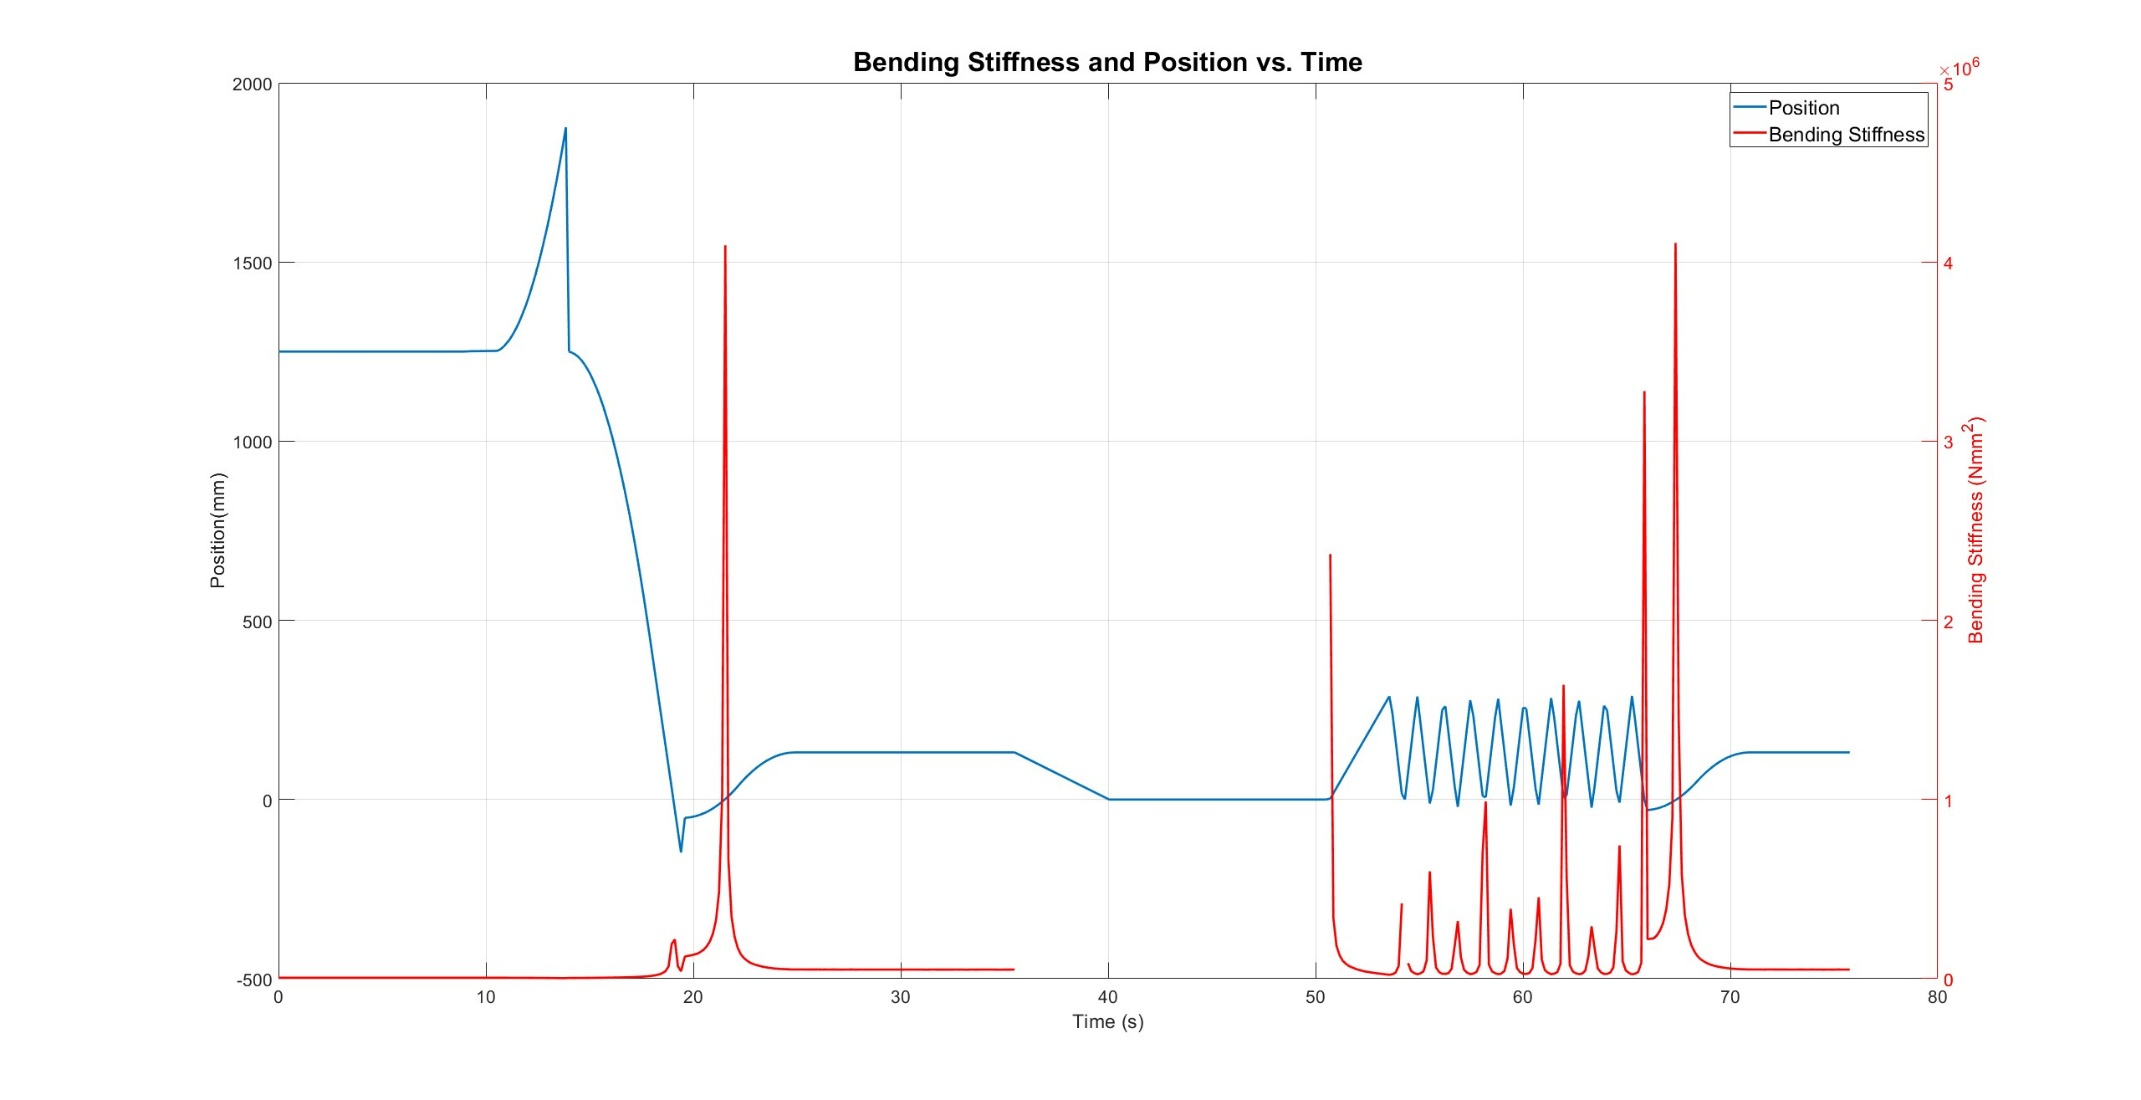 Bending Stiffness and Position vs. Time
×10^6
2000
1500
1000
500
0
-500
Position(mm)
5
4
3
2
1
0
Bending Stiffness (Nmm^2)
Position
Bending Stiffness
0 10 20 30 40 50 60 70 80
Time (s)